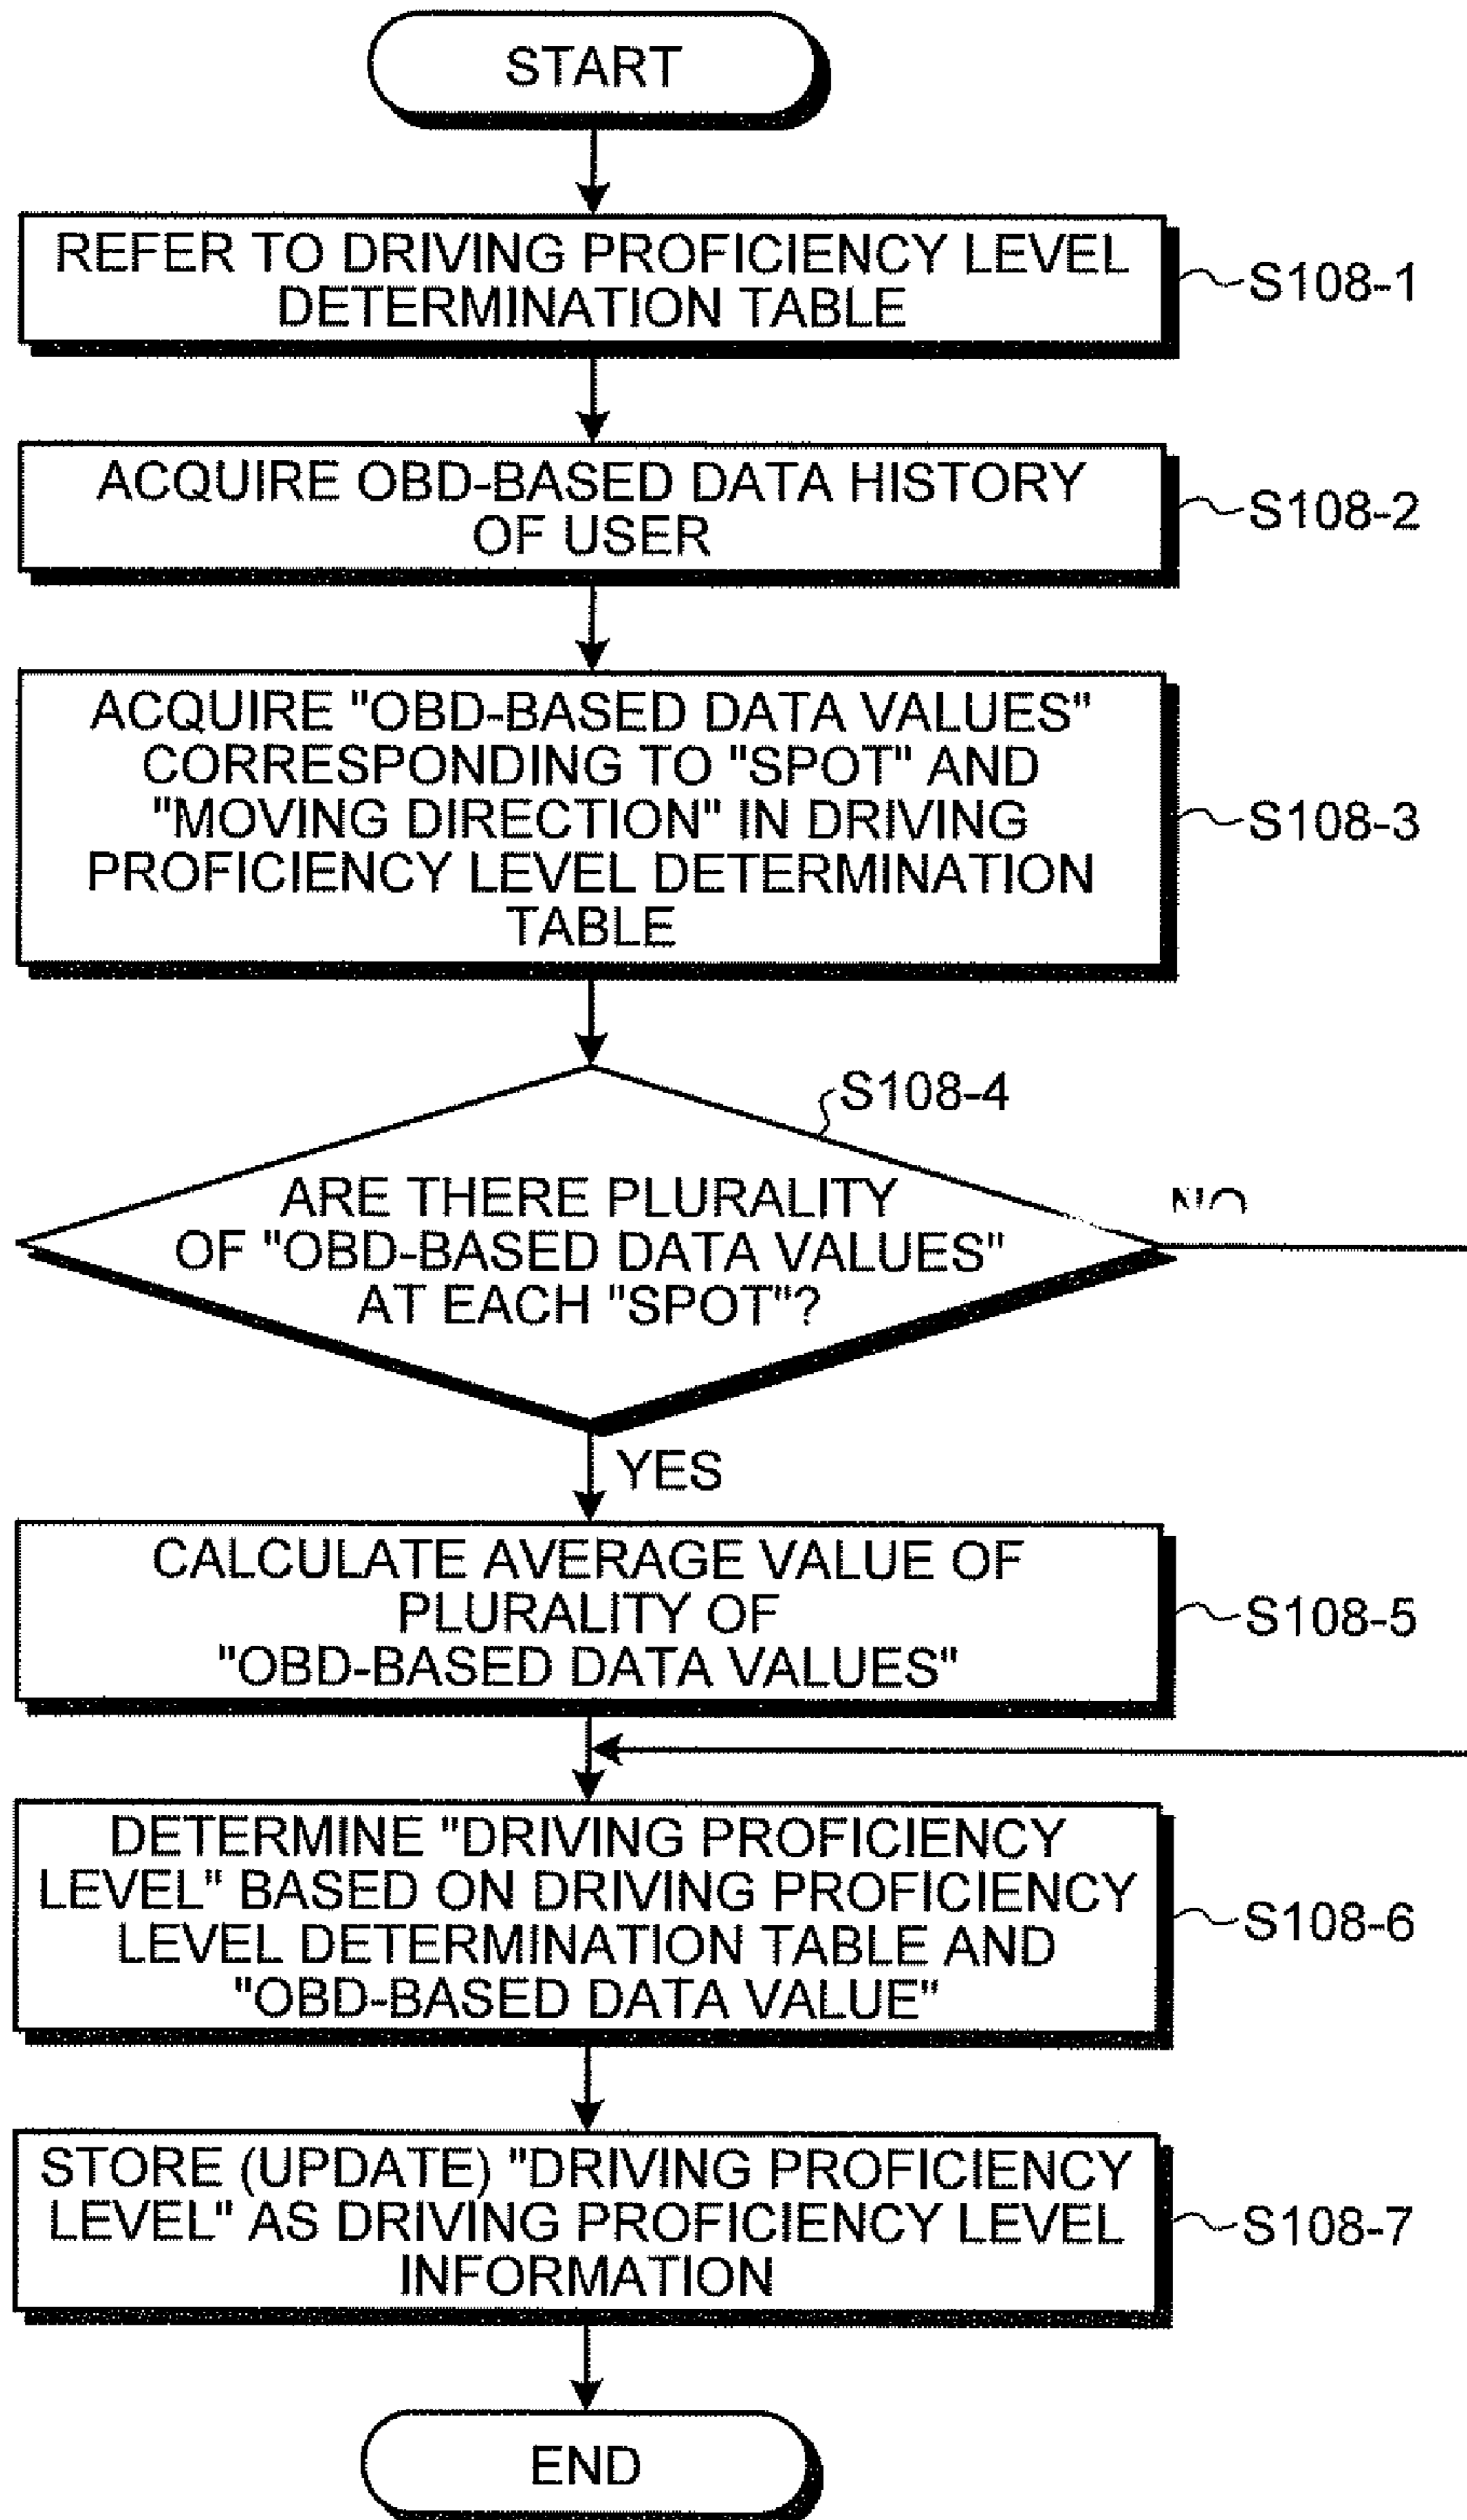 START
REFER TO DRIVING PROFICIENCY LEVEL
DETERMINATION TABLE
S108-1
ACQUIRE OBD-BASED DATA HISTORY
OF USER
S108-2
ACQUIRE "OBD-BASED DATA VALUES"
CORRESPONDING TO "SPOT" AND
"MOVING DIRECTION" IN DRIVING
PROFICIENCY LEVEL DETERMINATION
TABLE
S108-3
S108-4
ARE THERE PLURALITY
OF "OBD-BASED DATA VALUES"
AT EACH "SPOT"?
NO
YES
CALCULATE AVERAGE VALUE OF
PLURALITY OF
"OBD-BASED DATA VALUES"
S108-5
DETERMINE "DRIVING PROFICIENCY
LEVEL" BASED ON DRIVING PROFICIENCY
LEVEL DETERMINATION TABLE AND
"OBD-BASED DATA VALUE"
S108-6
STORE (UPDATE) "DRIVING PROFICIENCY
LEVEL" AS DRIVING PROFICIENCY LEVEL
INFORMATION
S108-7
END